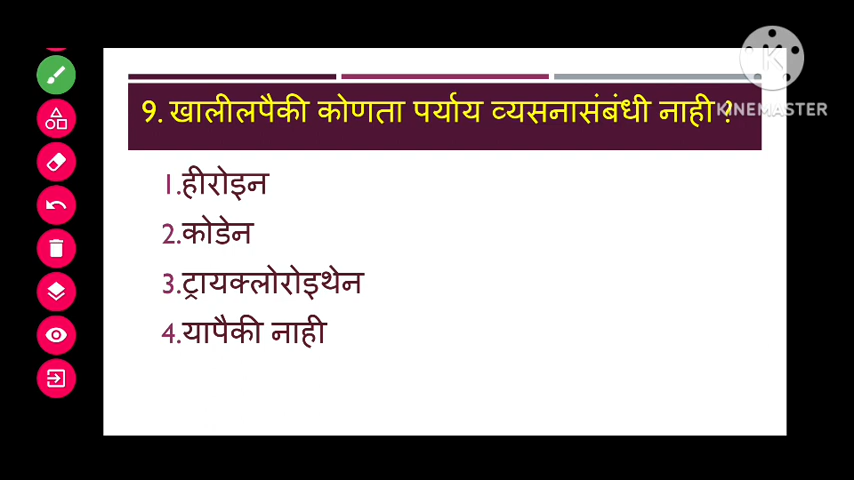 9. खालीलपैकी कोणता पर्याय व्यसनासंबंधी नाही?
KINEMASTER
1.हीरोइन
2.कोडेन
3.ट्रायक्लोरोइथेन
4.यापैकी नाही